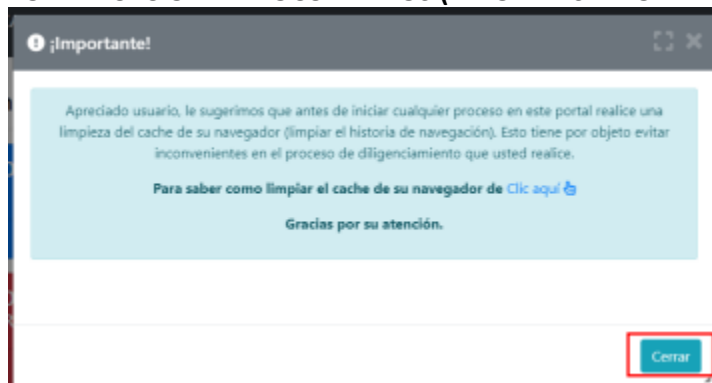 ¡Importante!
Apreciado usuario, le sugerimos que antes de iniciar cualquier proceso en este portal realice una
limpieza del cache de su navegador (limpiar el historia de navegación). Esto tiene por objeto evitar
inconvenientes en el proceso de diligenciamiento que usted realice.
Para saber como limpiar el cache de su navegador de Clic aquí
Gracias por su atención.
Cerrar